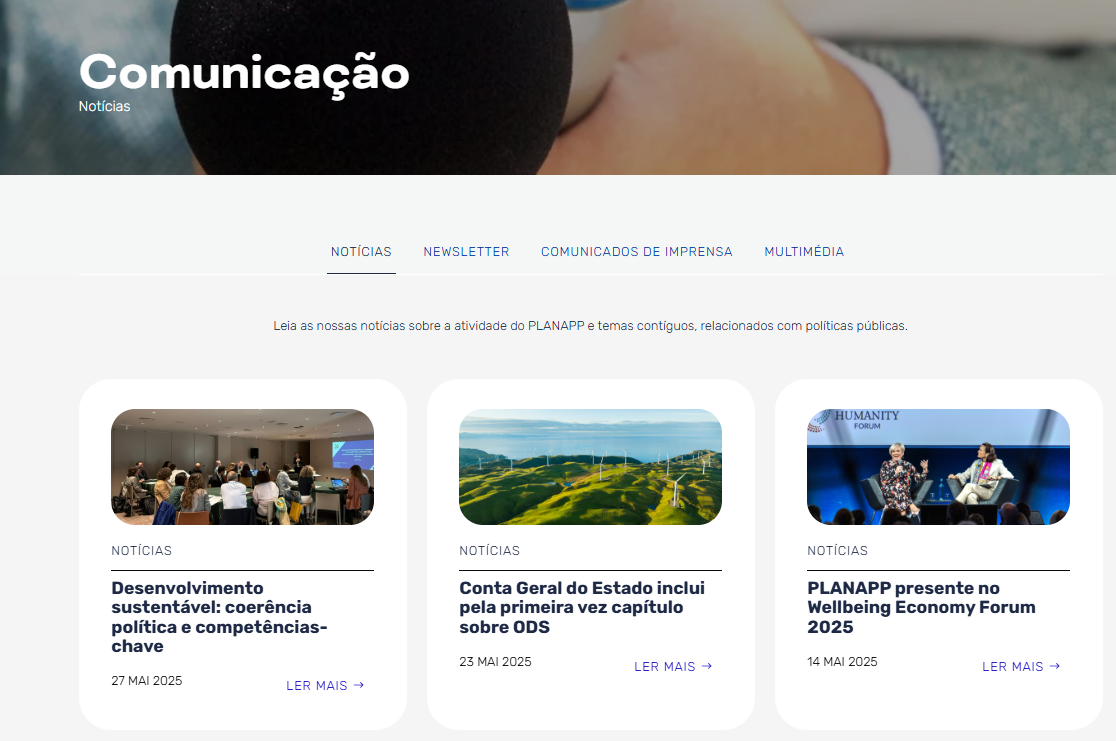 Comunicação
Notícias
NOTÍCIAS
NEWSLETTER
COMUNICADOS DE IMPRENSA
MULTIMÉDIA
Leia as nossas notícias sobre a atividade do PLANAPP e temas contíguos, relacionados com políticas públicas.
NOTÍCIAS
Desenvolvimento
sustentável: coerência
política e competências-
chave
27 MAI 2025
LER MAIS →
NOTÍCIAS
Conta Geral do Estado inclui
pela primeira vez capítulo
sobre ODS
23 MAI 2025
LER MAIS →
HUMANITY
FORUM
NOTÍCIAS
PLANAPP presente no
Wellbeing Economy Forum
2025
14 MAI 2025
LER MAIS →